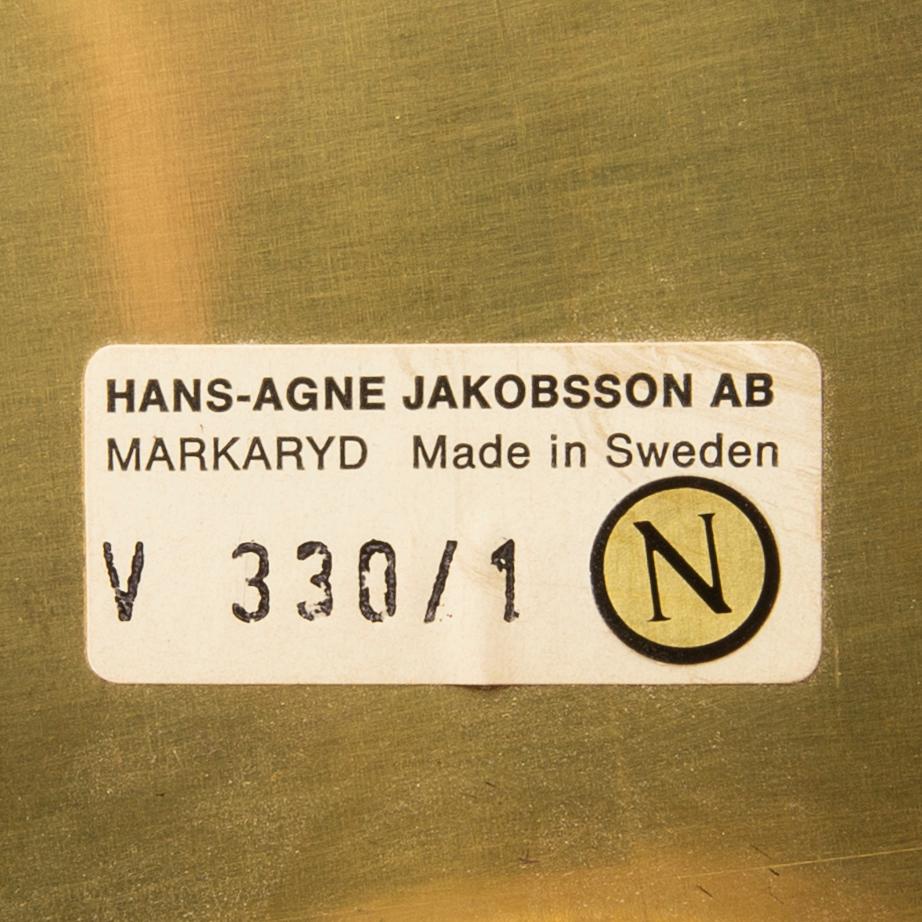 HANS-AGNE JAKOBSSON AB
MARKARYD Made in Sweden
V 330/1
N